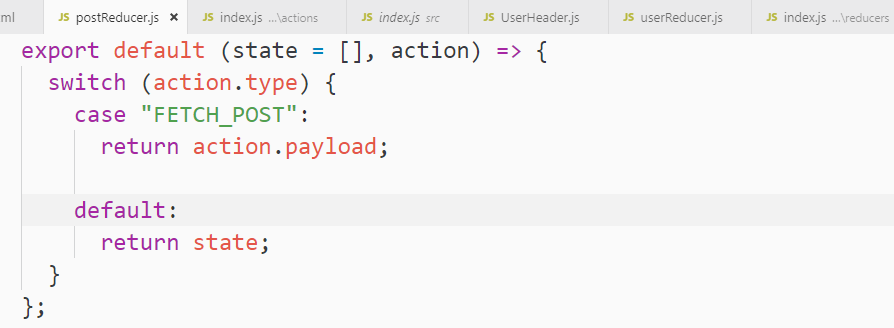 ml JS postReducer.js × JS index.js ...\actions JS index.js src JS UserHeader.js JS userReducer.js JS index.js ...\reducers
export default (state = [], action) => {
  switch (action.type) {
    case "FETCH_POST":
      return action.payload;
    default:
      return state;
  }
};